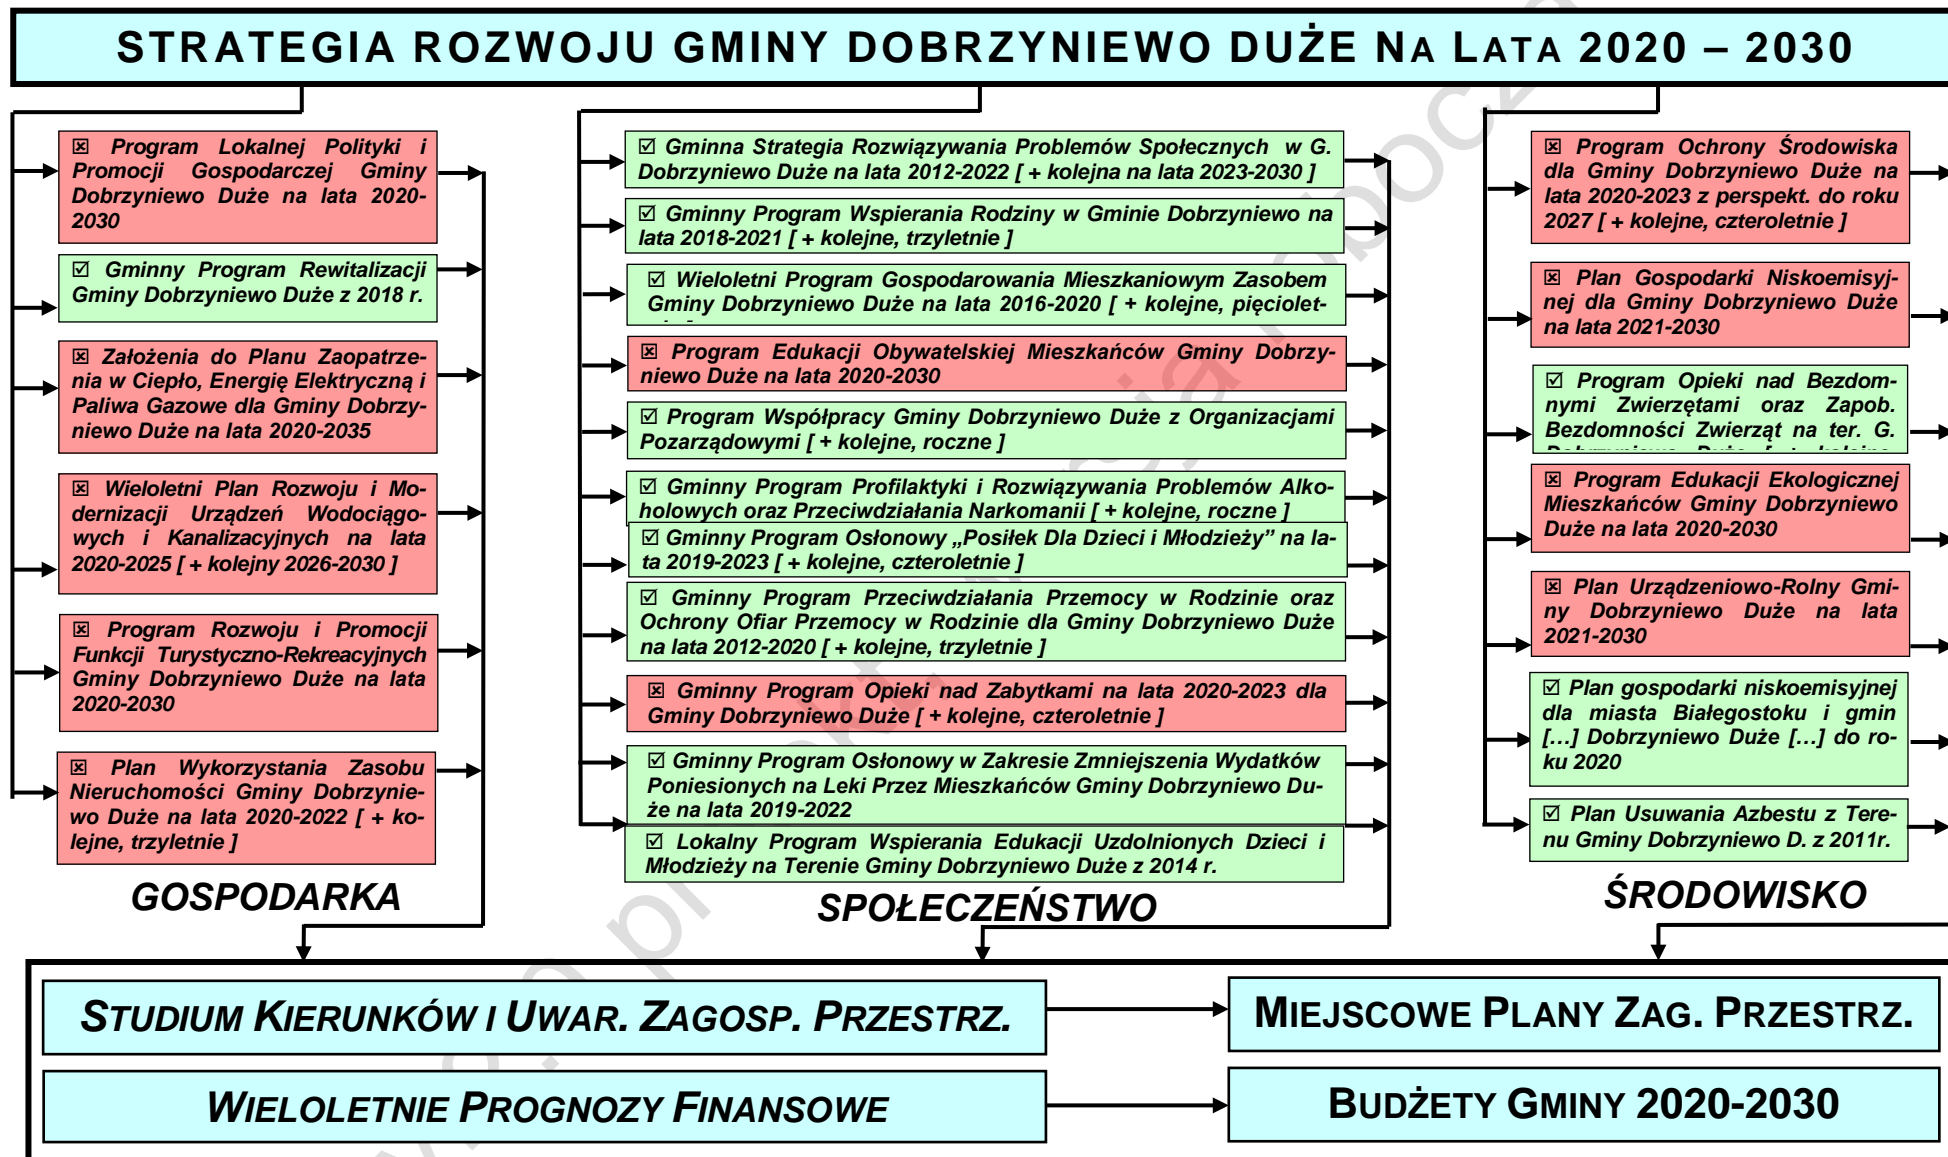 STRATEGIA ROZWOJU GMINY DOBRZYNIEWO DUŻE NA LATA 2020 – 2030
☒ Program Lokalnej Polityki i
Promocji Gospodarczej Gminy
Dobrzyniewo Duże na lata 2020-
2030
☑ Gminny Program Rewitalizacji
Gminy Dobrzyniewo Duże z 2018 r.
☒ Założenia do Planu Zaopatrze-
nia w Ciepło, Energię Elektryczną i
Paliwa Gazowe dla Gminy Dobrzy-
niewo Duże na lata 2020-2035
☒ Wieloletni Plan Rozwoju i Mo-
dernizacji Urządzeń Wodociągo-
wych i Kanalizacyjnych na lata
2020-2025 [ + kolejny 2026-2030 ]
☒ Program Rozwoju i Promocji
Funkcji Turystyczno-Rekreacyjnych
Gminy Dobrzyniewo Duże na lata
2020-2030
☒ Plan Wykorzystania Zasobu
Nieruchomości Gminy Dobrzynie-
wo Duże na lata 2020-2022 [ + ko-
lejne, trzyletnie ]
GOSPODARKA
☑ Gminna Strategia Rozwiązywania Problemów Społecznych w G.
Dobrzyniewo Duże na lata 2012-2022 [ + kolejna na lata 2023-2030 ]
☑ Gminny Program Wspierania Rodziny w Gminie Dobrzyniewo na
lata 2018-2021 [ + kolejne, trzyletnie ]
☑ Wieloletni Program Gospodarowania Mieszkaniowym Zasobem
Gminy Dobrzyniewo Duże na lata 2016-2020 [ + kolejne, pięciolet-
☒ Program Edukacji Obywatelskiej Mieszkańców Gminy Dobrzy-
niewo Duże na lata 2020-2030
☑ Program Współpracy Gminy Dobrzyniewo Duże z Organizacjami
Pozarządowymi [ + kolejne, roczne ]
☑ Gminny Program Profilaktyki i Rozwiązywania Problemów Alko-
holowych oraz Przeciwdziałania Narkomanii [ + kolejne, roczne ]
☑ Gminny Program Osłonowy „Posiłek Dla Dzieci i Młodzieży” na la-
ta 2019-2023 [ + kolejne, czteroletnie ]
☑ Gminny Program Przeciwdziałania Przemocy w Rodzinie oraz
Ochrony Ofiar Przemocy w Rodzinie dla Gminy Dobrzyniewo Duże
na lata 2012-2020 [ + kolejne, trzyletnie ]
☒ Gminny Program Opieki nad Zabytkami na lata 2020-2023 dla
Gminy Dobrzyniewo Duże [ + kolejne, czteroletnie ]
☑ Gminny Program Osłonowy w Zakresie Zmniejszenia Wydatków
Poniesionych na Leki Przez Mieszkańców Gminy Dobrzyniewo Du-
że na lata 2019-2022
☑ Lokalny Program Wspierania Edukacji Uzdolnionych Dzieci i
Młodzieży na Terenie Gminy Dobrzyniewo Duże z 2014 r.
SPOŁECZEŃSTWO
☒ Program Ochrony Środowiska
dla Gminy Dobrzyniewo Duże na
lata 2020-2023 z perspekt. do roku
2027 [ + kolejne, czteroletnie ]
☒ Plan Gospodarki Niskoemisyj-
nej dla Gminy Dobrzyniewo Duże
na lata 2021-2030
☑ Program Opieki nad Bezdom-
nymi Zwierzętami oraz Zapob.
Bezdomności Zwierząt na ter. G.
Dobrzyniewo Duże [ + kolejne,
☒ Program Edukacji Ekologicznej
Mieszkańców Gminy Dobrzyniewo
Duże na lata 2020-2030
☒ Plan Urządzeniowo-Rolny Gmi-
ny Dobrzyniewo Duże na lata
2021-2030
☑ Plan gospodarki niskoemisyjnej
dla miasta Białegostoku i gmin
[…] Dobrzyniewo Duże […] do ro-
ku 2020
☑ Plan Usuwania Azbestu z Tere-
nu Gminy Dobrzyniewo D. z 2011r.
ŚRODOWISKO
STUDIUM KIERUNKÓW I UWAR. ZAGOSP. PRZESTRZ.
MIEJSCOWE PLANY ZAG. PRZESTRZ.
WIELOLETNIE PROGNOZY FINANSOWE
BUDŻETY GMINY 2020-2030